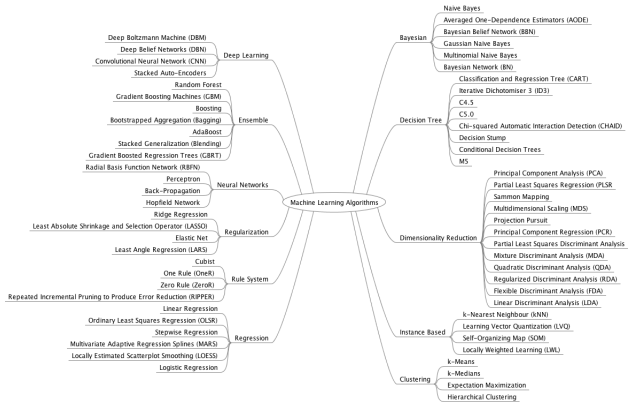 Deep Boltzmann Machine (DBM)
Deep Belief Networks (DBN)
Convolutional Neural Network (CNN)
Stacked Auto-Encoders
Deep Learning
Random Forest
Gradient Boosting Machines (GBM)
Boosting
Bootstrapped Aggregation (Bagging)
AdaBoost
Stacked Generalization (Blending)
Gradient Boosted Regression Trees (GBRT)
Ensemble
Radial Basis Function Network (RBFN)
Perceptron
Back-Propagation
Hopfield Network
Neural Networks
Ridge Regression
Least Absolute Shrinkage and Selection Operator (LASSO)
Elastic Net
Least Angle Regression (LARS)
Regularization
Cubist
One Rule (OneR)
Zero Rule (ZeroR)
Repeated Incremental Pruning to Produce Error Reduction (RIPPER)
Rule System
Linear Regression
Ordinary Least Squares Regression (OLSR)
Stepwise Regression
Multivariate Adaptive Regression Splines (MARS)
Locally Estimated Scatterplot Smoothing (LOESS)
Logistic Regression
Regression
Machine Learning Algorithms
Bayesian
Naive Bayes
Averaged One-Dependence Estimators (AODE)
Bayesian Belief Network (BBN)
Gaussian Naive Bayes
Multinomial Naive Bayes
Bayesian Network (BN)
Decision Tree
Classification and Regression Tree (CART)
Iterative Dichotomiser 3 (ID3)
C4.5
C5.0
Chi-squared Automatic Interaction Detection (CHAID)
Decision Stump
Conditional Decision Trees
M5
Dimensionality Reduction
Principal Component Analysis (PCA)
Partial Least Squares Regression (PLSR
Sammon Mapping
Multidimensional Scaling (MDS)
Projection Pursuit
Principal Component Regression (PCR)
Partial Least Squares Discriminant Analysis
Mixture Discriminant Analysis (MDA)
Quadratic Discriminant Analysis (QDA)
Regularized Discriminant Analysis (RDA)
Flexible Discriminant Analysis (FDA)
Linear Discriminant Analysis (LDA)
Instance Based
k-Nearest Neighbour (kNN)
Learning Vector Quantization (LVQ)
Self-Organizing Map (SOM)
Locally Weighted Learning (LWL)
Clustering
k-Means
k-Medians
Expectation Maximization
Hierarchical Clustering